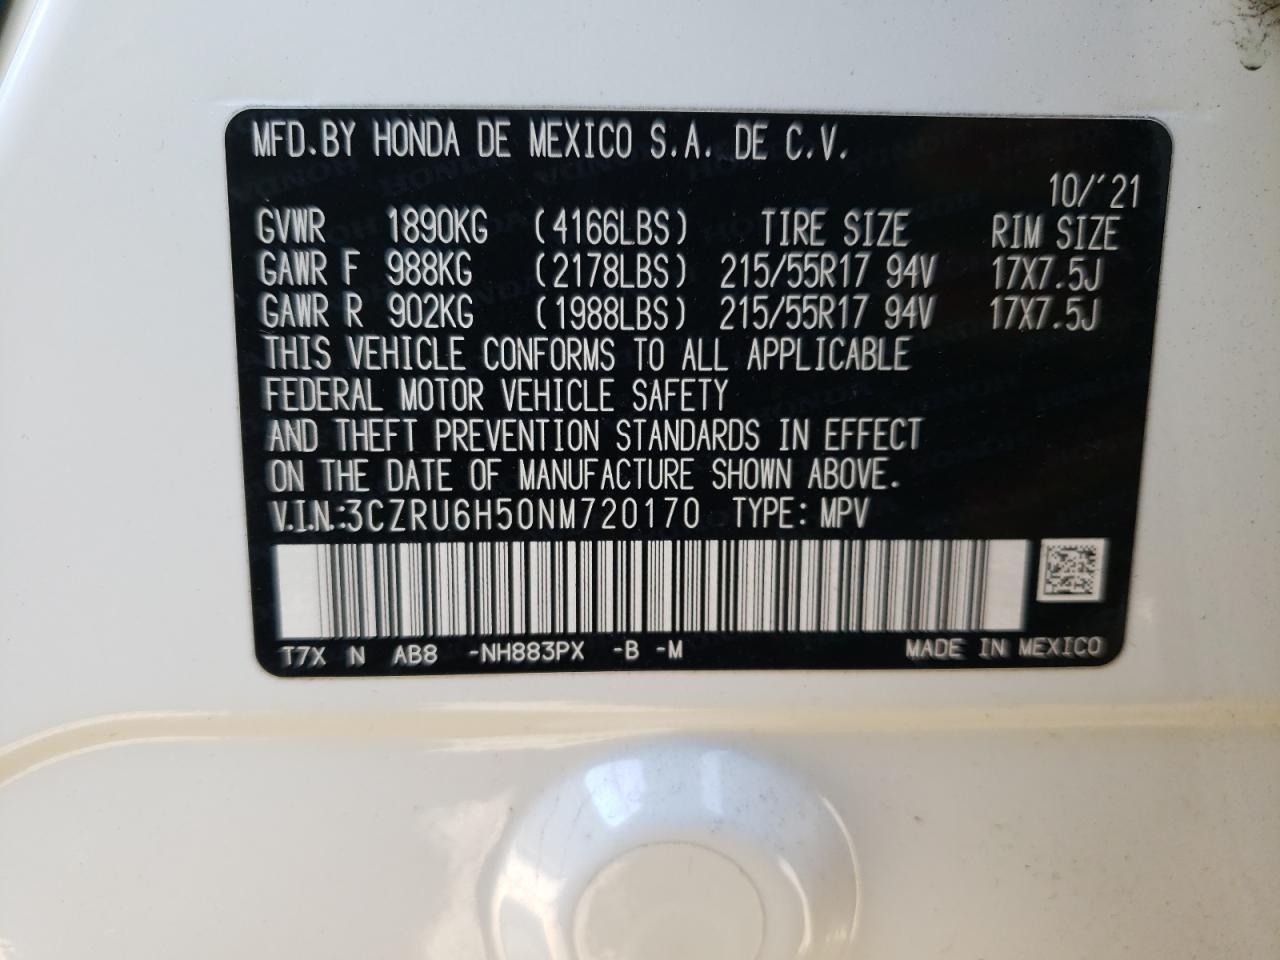 MFD.BY HONDA DE MEXICO S.A. DE C.V.
10/'21
GVWR 1890KG (4166LBS) TIRE SIZE RIM SIZE
GAWR F 988KG (2178LBS) 215/55R17 94V 17X7.5J
GAWR R 902KG (1988LBS) 215/55R17 94V 17X7.5J
THIS VEHICLE CONFORMS TO ALL APPLICABLE
FEDERAL MOTOR VEHICLE SAFETY
AND THEFT PREVENTION STANDARDS IN EFFECT
ON THE DATE OF MANUFACTURE SHOWN ABOVE.
V.I.N.:3CZRU6H50NM720170 TYPE: MPV
T7X N AB8 -NH883PX -B -M MADE IN MEXICO